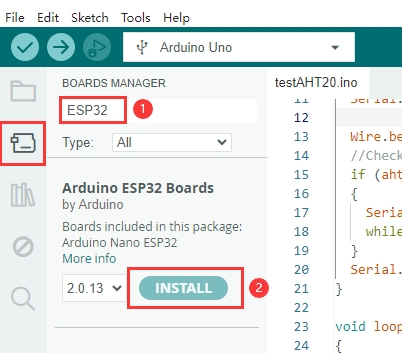 File Edit Sketch Tools Help
Arduino Uno
BOARDS MANAGER
ESP32
1
Type: All
Arduino ESP32 Boards
by Arduino
Boards included in this package:
Arduino Nano ESP32
More info
2.0.13
INSTALL
2
testAHT20.ino
11 Serial.
12
13 Wire.be
14 //Check
15 if (aht
16 {
17 Seria
18 while
19 }
20 Serial.
21 }
22
23 void loop
24 {